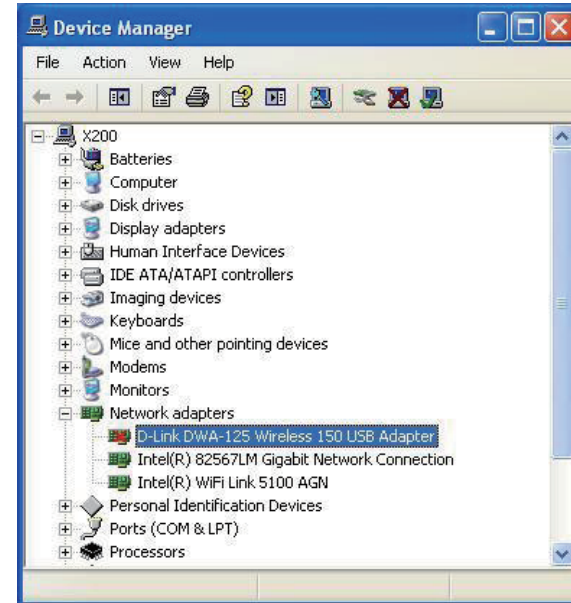 Device Manager
File Action View Help
X200
Batteries
Computer
Disk drives
Display adapters
Human Interface Devices
IDE ATA/ATAPI controllers
Imaging devices
Keyboards
Mice and other pointing devices
Modems
Monitors
Network adapters
D-Link DWA-125 Wireless 150 USB Adapter
Intel(R) 82567LM Gigabit Network Connection
Intel(R) WiFi Link 5100 AGN
Personal Identification Devices
Ports (COM & LPT)
Processors